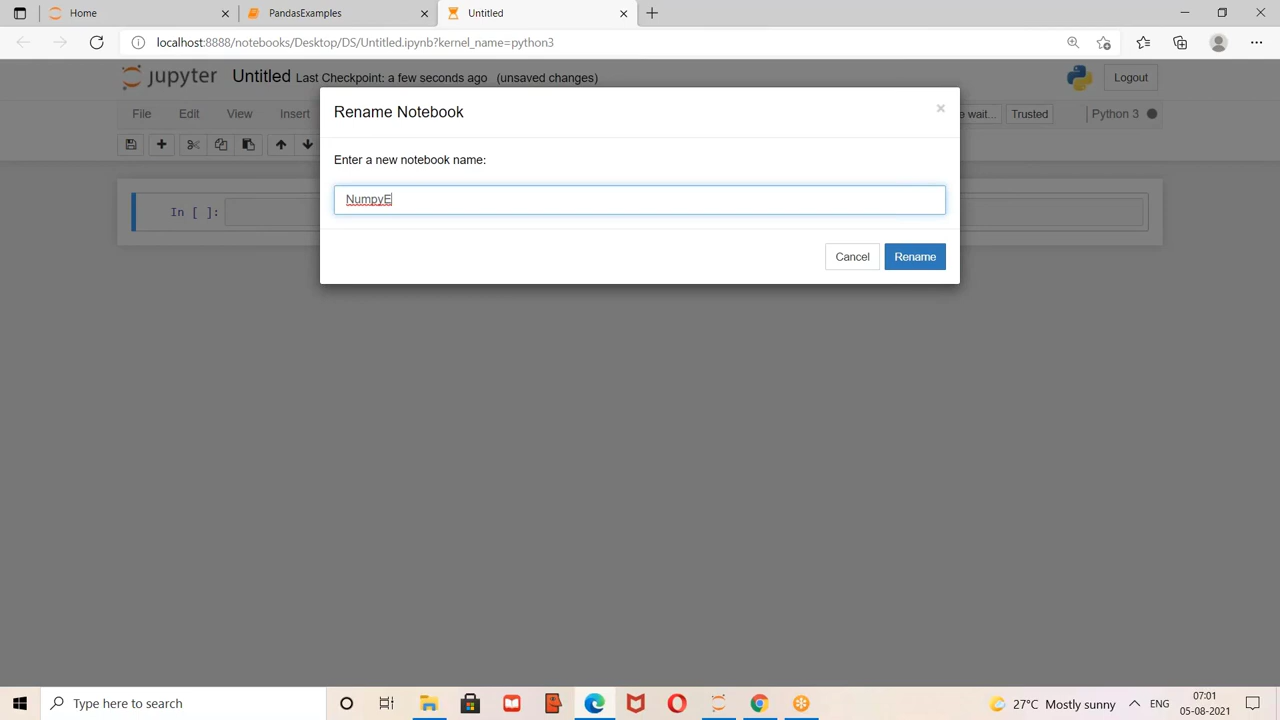 Home
PandasExamples
Untitled
localhost:8888/notebooks/Desktop/DS/Untitled.ipynb?kernel_name=python3
jupyter Untitled Last Checkpoint: a few seconds ago (unsaved changes)
Logout
File Edit View Insert
e wait... Trusted Python 3
Rename Notebook
Enter a new notebook name:
NumpyE
Cancel Rename
In [ ]:
Type here to search
27°C Mostly sunny
ENG
07:01
05-08-2021